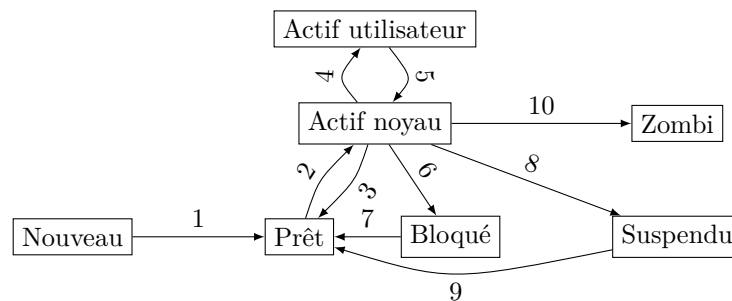 Actif utilisateur
4
5
Actif noyau
10
Zombi
2
3
6
8
Nouveau
1
Prêt
7
Bloqué
Suspendu
9